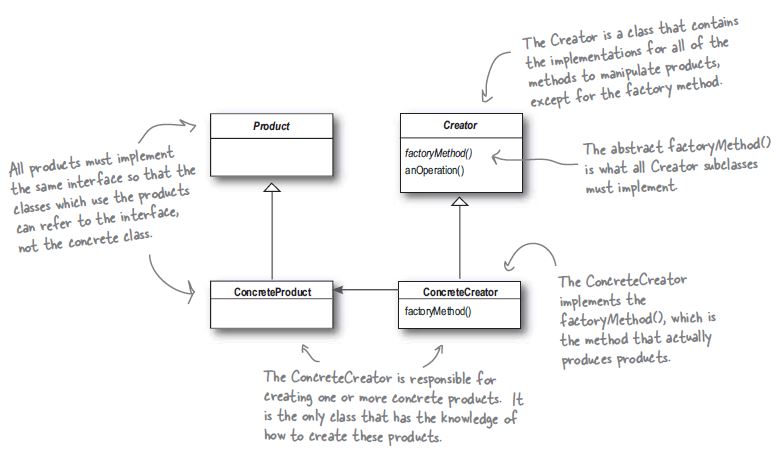 The Creator is a class that contains
the implementations for all of the
methods to manipulate products,
except for the factory method.
Product
Creator
factoryMethod()
anOperation()
The abstract factoryMethod()
is what all Creator subclasses
must implement.
All products must implement
the same interface so that the
classes which use the products
can refer to the interface,
not the concrete class.
ConcreteProduct
ConcreteCreator
factoryMethod()
The ConcreteCreator
implements the
factoryMethod(), which is
the method that actually
produces products.
The ConcreteCreator is responsible for
creating one or more concrete products. It
is the only class that has the knowledge of
how to create these products.